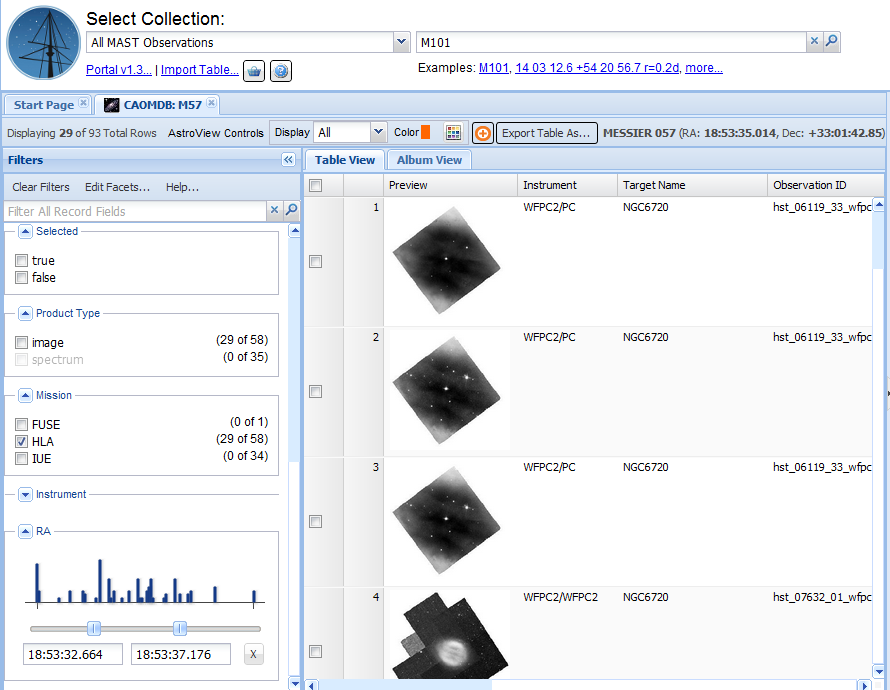 Select Collection:
All MAST Observations
M101
Portal v1.3... | Import Table...
Examples: M101, 14 03 12.6 +54 20 56.7 r=0.2d, more...
Start Page
CAOMDB: M57
Displaying 29 of 93 Total Rows
AstroView Controls
Display
All
Color
Export Table As...
MESSIER 057 (RA: 18:53:35.014, Dec: +33:01:42.85)
Filters
Clear Filters
Edit Facets...
Help...
Filter All Record Fields
Selected
true
false
Product Type
image (29 of 58)
spectrum (0 of 35)
Mission
FUSE (0 of 1)
HLA (29 of 58)
IUE (0 of 34)
Instrument
RA
18:53:32.664
18:53:37.176
X
Table View
Album View
Preview Instrument Target Name Observation ID
1 WFPC2/PC NGC6720 hst_06119_33_wfpc
2 WFPC2/PC NGC6720 hst_06119_33_wfpc
3 WFPC2/PC NGC6720 hst_06119_33_wfpc
4 WFPC2/WFPC2 NGC6720 hst_07632_01_wfpc